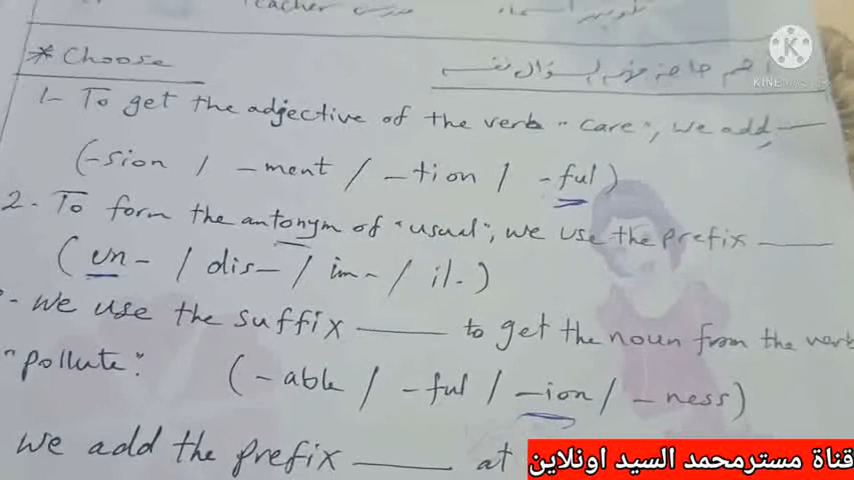 Teacher مدرس
* Choose
KINEMASTER
1- To get the adjective of the verb "care", we add
(-sion / -ment / -tion / -ful)
2- To form the antonym of "usual", we use the prefix
(un- / dis- / im- / il-)
- we use the suffix to get the noun from the verb
"pollute". (-able / -ful / -ion / -ness)
we add the prefix at
قناة مسترمحمد السيد اونلاين